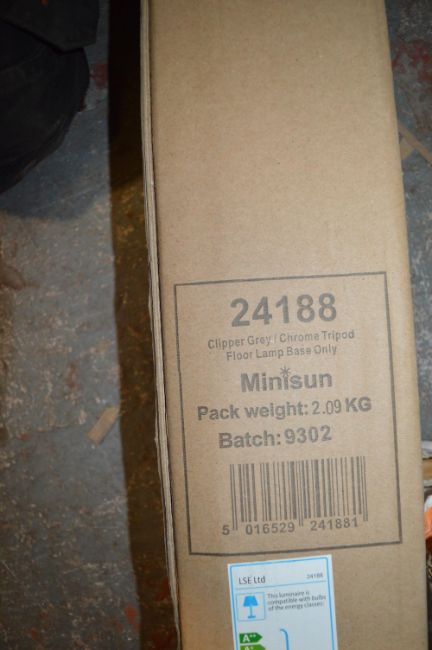 24188
Clipper Grey / Chrome Tripod
Floor Lamp Base Only
Minisun
Pack weight: 2.09 KG
Batch: 9302
5 016529 241881
LSE Ltd 24188
This luminaire is
compatible with bulbs
of the energy classes:
A++
A+